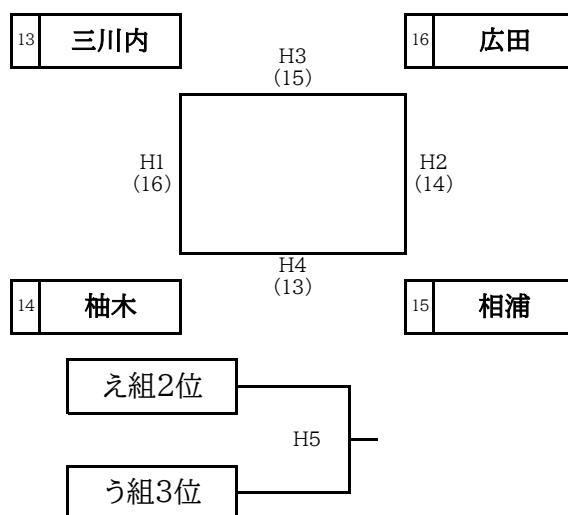 13 三川内
16 広田
H3
(15)
H1
(16)
H2
(14)
H4
(13)
14 柚木
15 相浦
え組2位
H5
う組3位